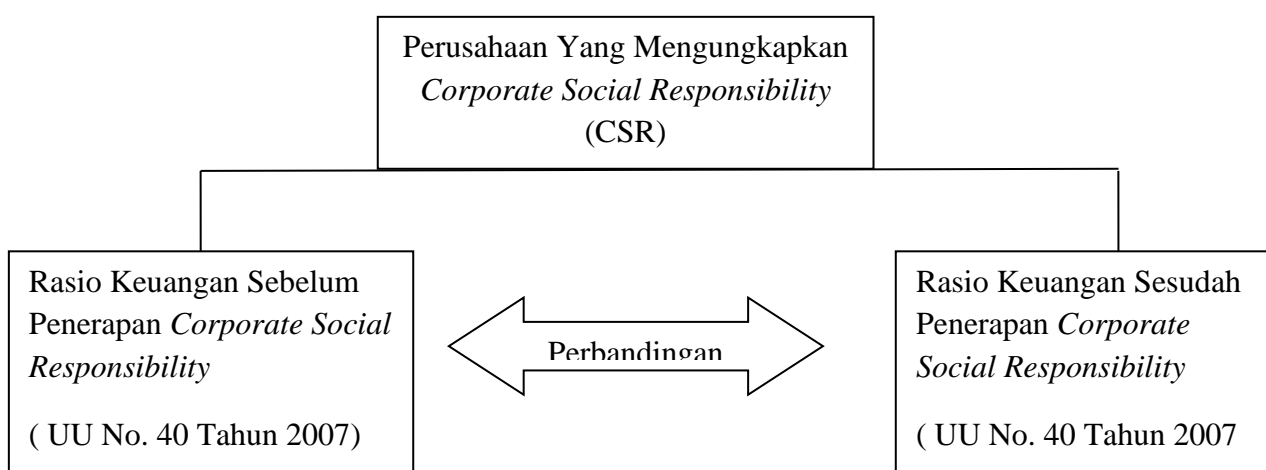 Perusahaan Yang Mengungkapkan
Corporate Social Responsibility
(CSR)
Rasio Keuangan Sebelum
Penerapan Corporate Social
Responsibility
( UU No. 40 Tahun 2007)
Perbandingan
Rasio Keuangan Sesudah
Penerapan Corporate
Social Responsibility
( UU No. 40 Tahun 2007